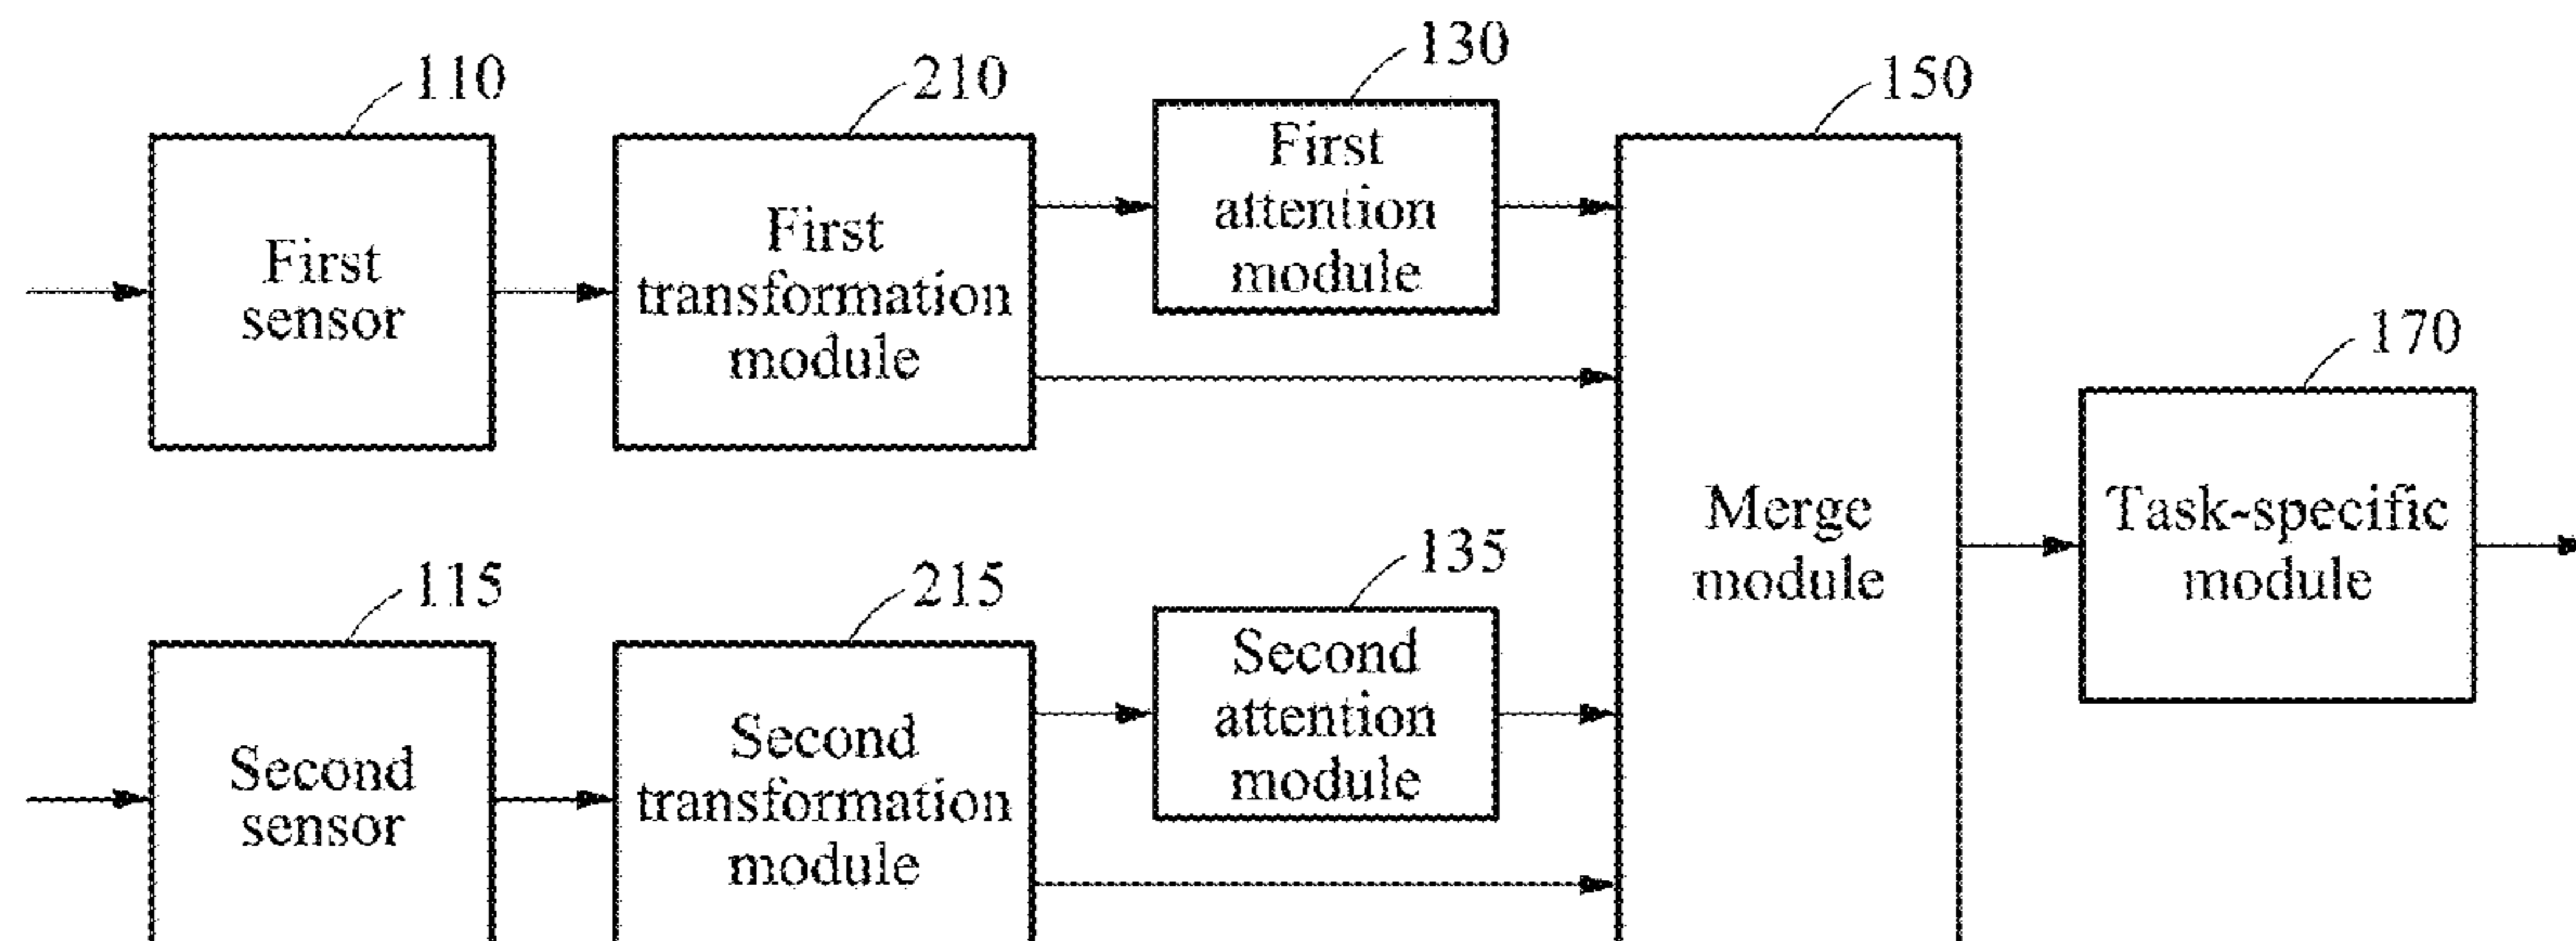 130
110
210
150
First
attention
module
First
sensor
First
transformation
module
170
135
115
215
Merge
module
Task-specific
module
Second
attention
module
Second
sensor
Second
transformation
module